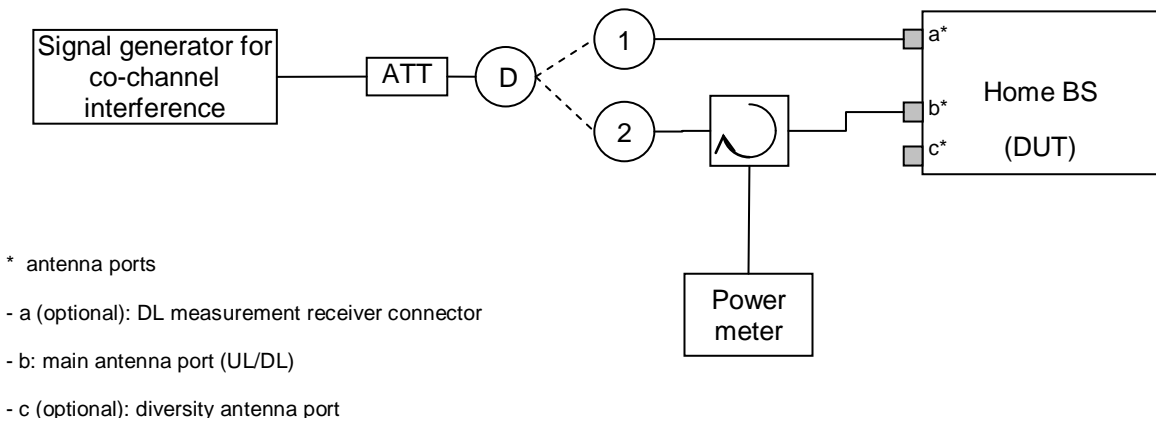 Signal generator for
co-channel
interference
ATT
D
1
2
a*
b*
c*
Home BS
(DUT)
Power
meter
* antenna ports
- a (optional): DL measurement receiver connector
- b: main antenna port (UL/DL)
- c (optional): diversity antenna port